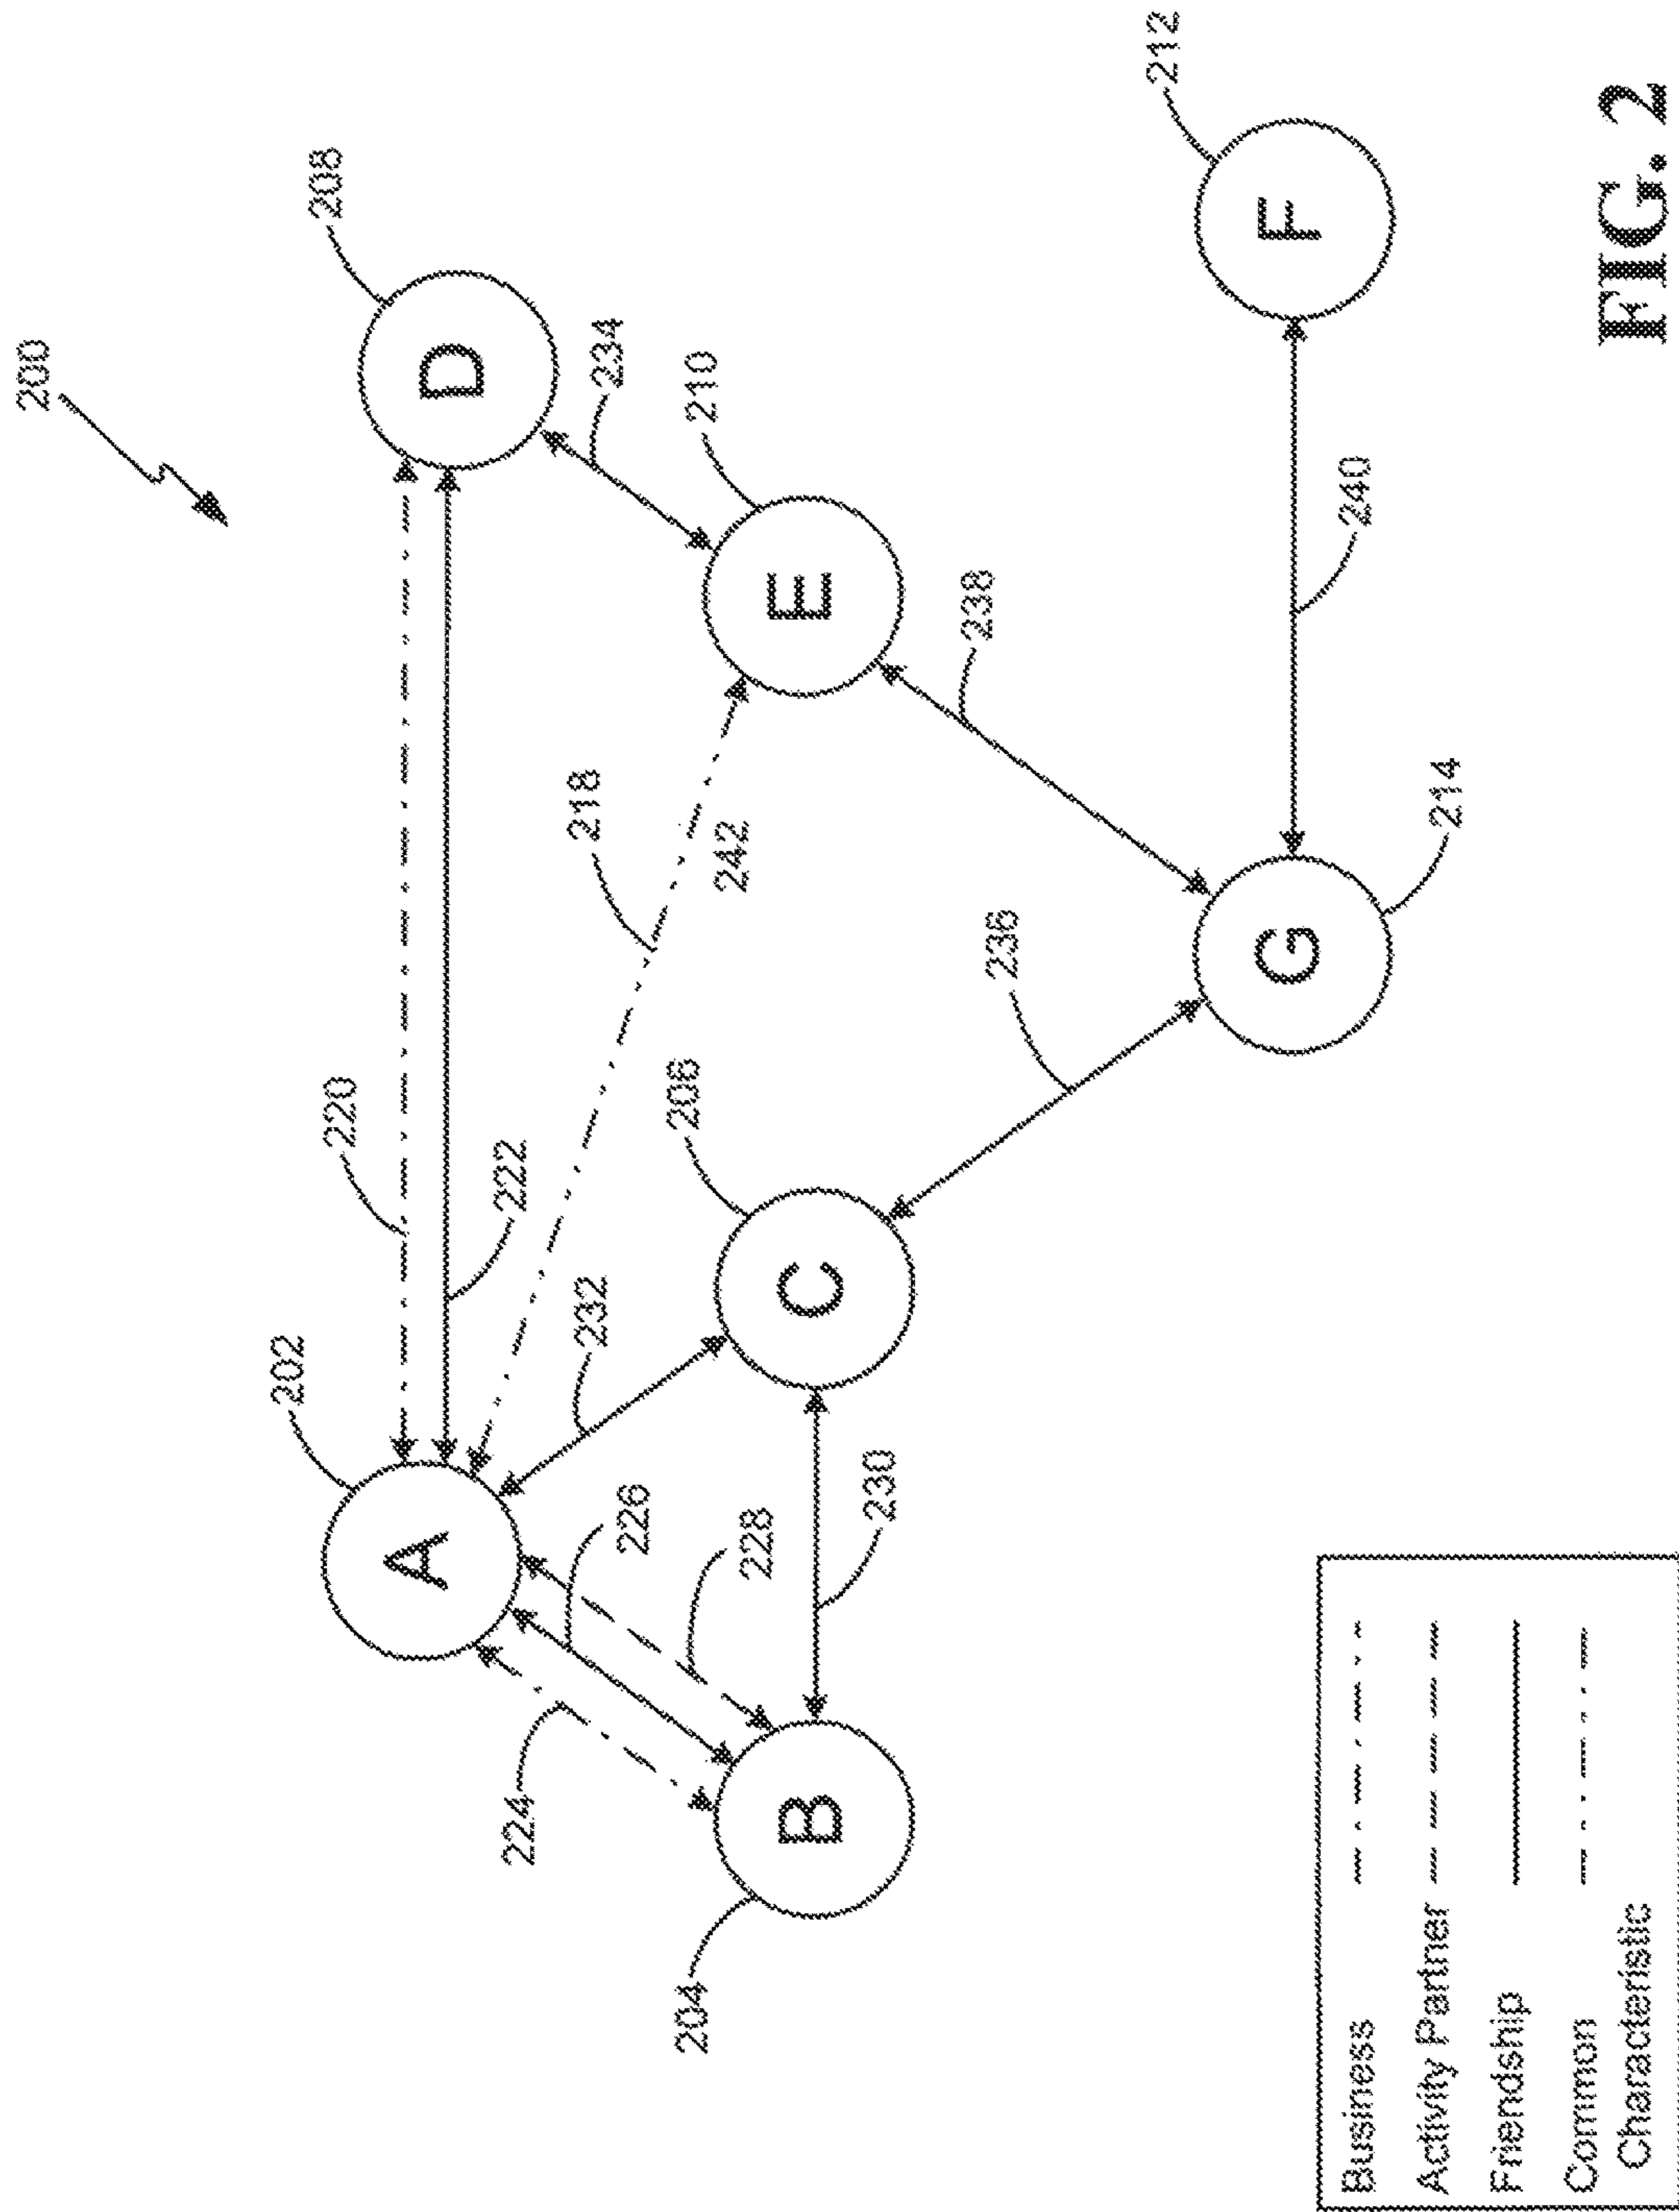 200
202
220
208
A
D
222
224
218
232
234
226
204
206
210
242
228
B
C
E
230
236
238
212
G
F
240
214
Business
Activity Partner
Friendship
Common
Characteristic
FIG. 2